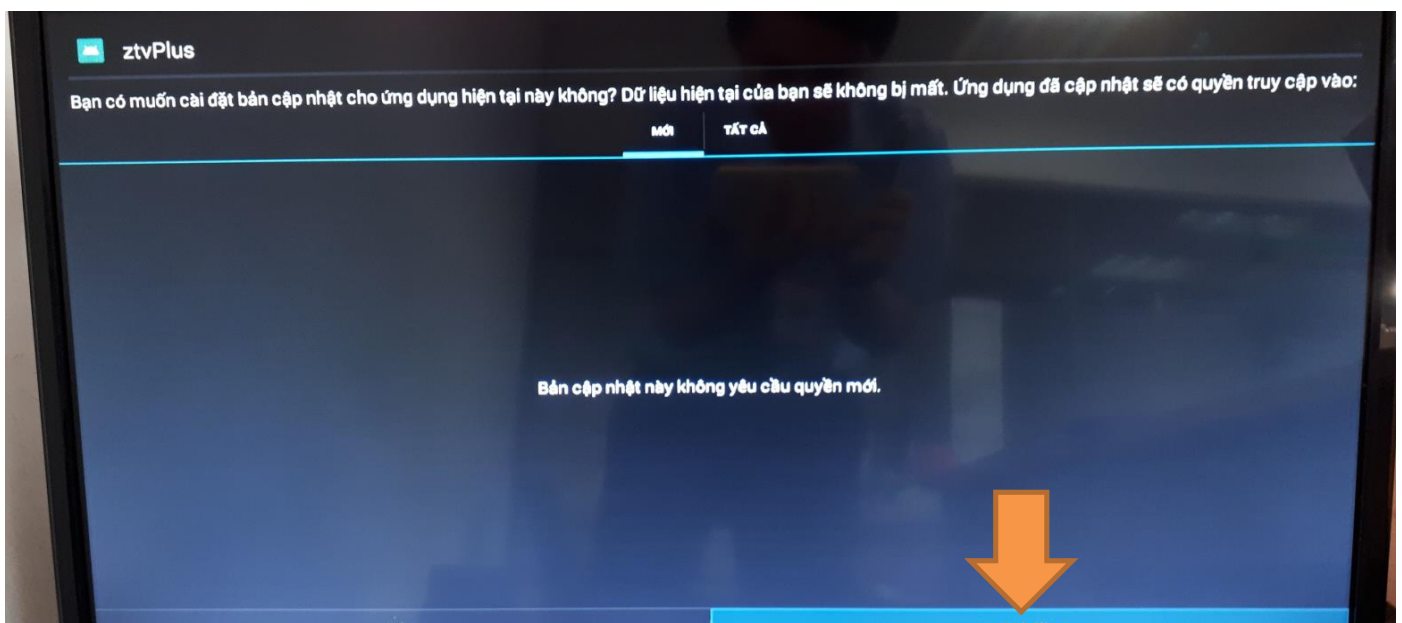 ztvPlus
Bạn có muốn cài đặt bản cập nhật cho ứng dụng hiện tại này không? Dữ liệu hiện tại của bạn sẽ không bị mất. Ứng dụng đã cập nhật sẽ có quyền truy cập vào:
MỚI TẤT CẢ
Bản cập nhật này không yêu cầu quyền mới.